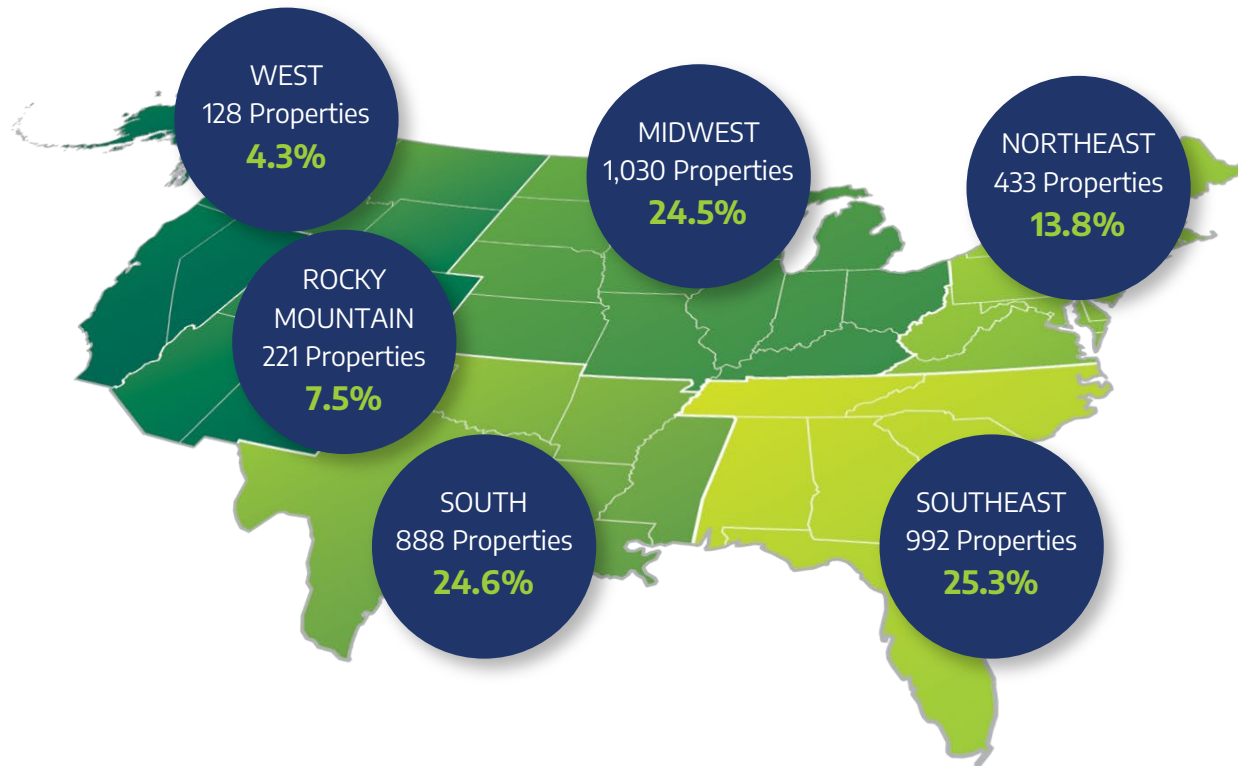 WEST
128 Properties
4.3%
MIDWEST
1,030 Properties
24.5%
NORTHEAST
433 Properties
13.8%
ROCKY
MOUNTAIN
221 Properties
7.5%
SOUTH
888 Properties
24.6%
SOUTHEAST
992 Properties
25.3%